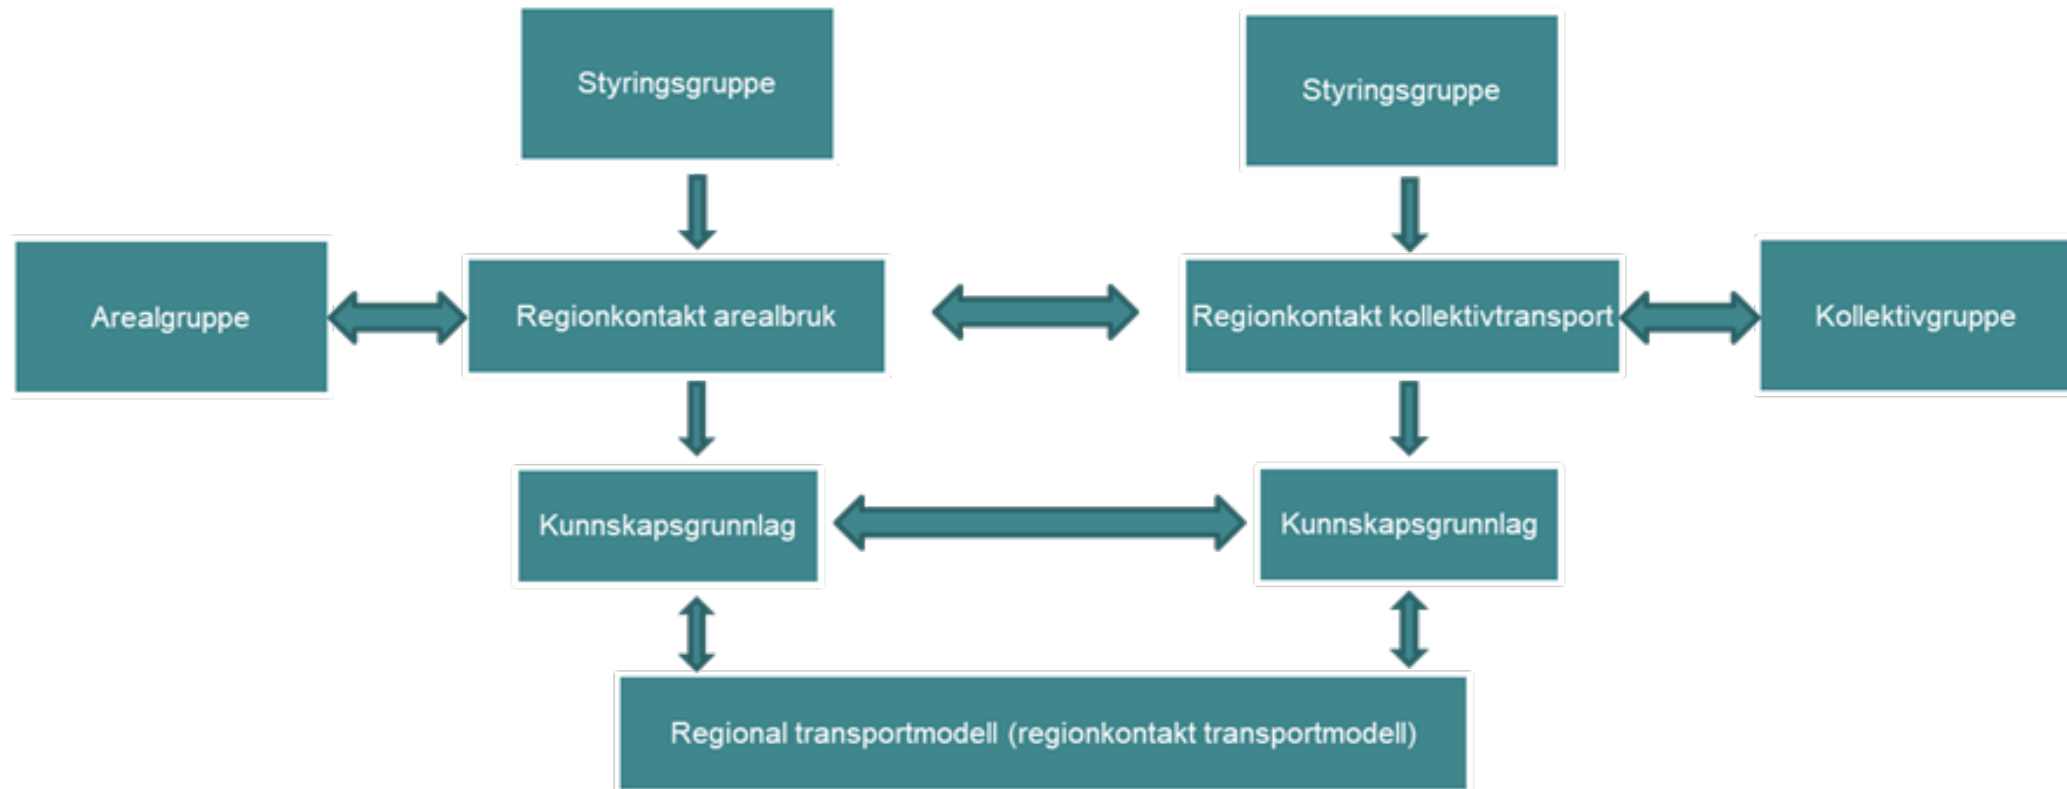 Styringsgruppe
Styringsgruppe
Arealgruppe
Regionkontakt arealbruk
Regionkontakt kollektivtransport
Kollektivgruppe
Kunnskapsgrunnlag
Kunnskapsgrunnlag
Regional transportmodell (regionkontakt transportmodell)